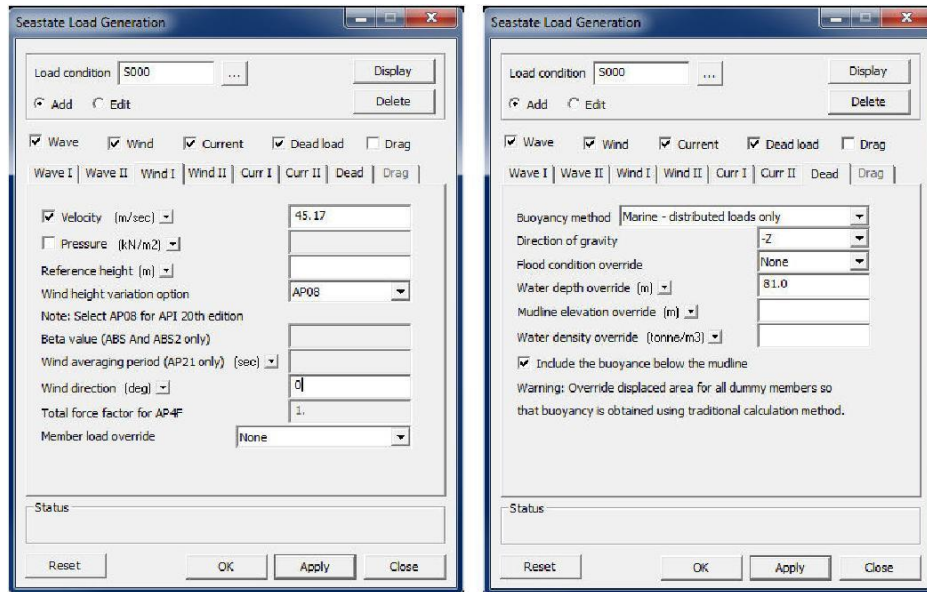 Seastate Load Generation
Load condition S000 ... Display
Add Edit Delete
Wave Wind Current Dead load Drag
Wave I Wave II Wind I Wind II Curr I Curr II Dead Drag
Velocity (m/sec) 45.17
Pressure (kN/m2)
Reference height (m)
Wind height variation option AP08
Note: Select AP08 for API 20th edition
Beta value (ABS And ABS2 only)
Wind averaging period (AP21 only) (sec)
Wind direction (deg) 0
Total force factor for AP4F 1.
Member load override None
Status
Reset OK Apply Close
Seastate Load Generation
Load condition S000 ... Display
Add Edit Delete
Wave Wind Current Dead load Drag
Wave I Wave II Wind I Wind II Curr I Curr II Dead Drag
Buoyancy method Marine - distributed loads only
Direction of gravity -Z
Flood condition override None
Water depth override (m) 81.0
Mudline elevation override (m)
Water density override (tonne/m3)
Include the buoyance below the mudline
Warning: Override displaced area for all dummy members so
that buoyancy is obtained using traditional calculation method.
Status
Reset OK Apply Close